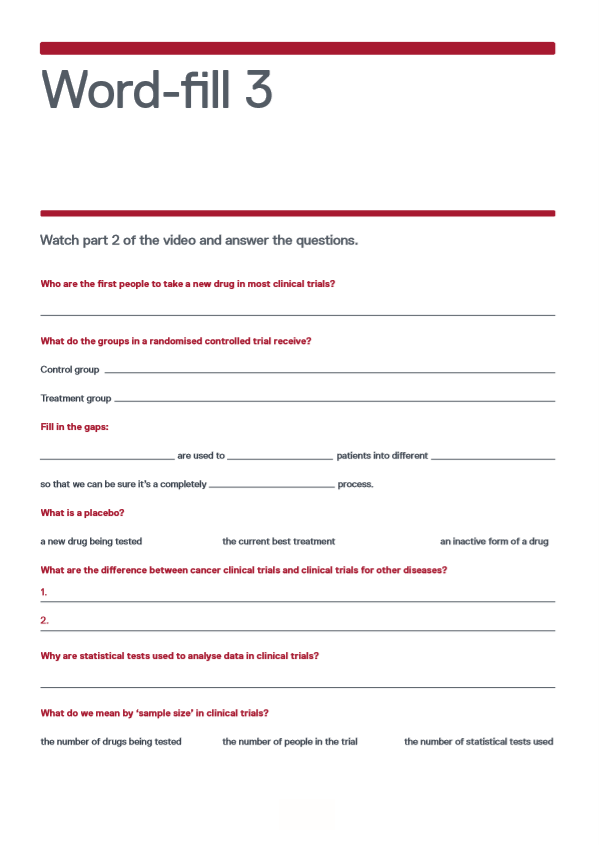 Word-fill 3
Watch part 2 of the video and answer the questions.
Who are the first people to take a new drug in most clinical trials?
What do the groups in a randomised controlled trial receive?
Control group
Treatment group
Fill in the gaps:
are used to patients into different
so that we can be sure it's a completely process.
What is a placebo?
a new drug being tested the current best treatment an inactive form of a drug
What are the difference between cancer clinical trials and clinical trials for other diseases?
1.
2.
Why are statistical tests used to analyse data in clinical trials?
What do we mean by ‘sample size’ in clinical trials?
the number of drugs being tested the number of people in the trial the number of statistical tests used